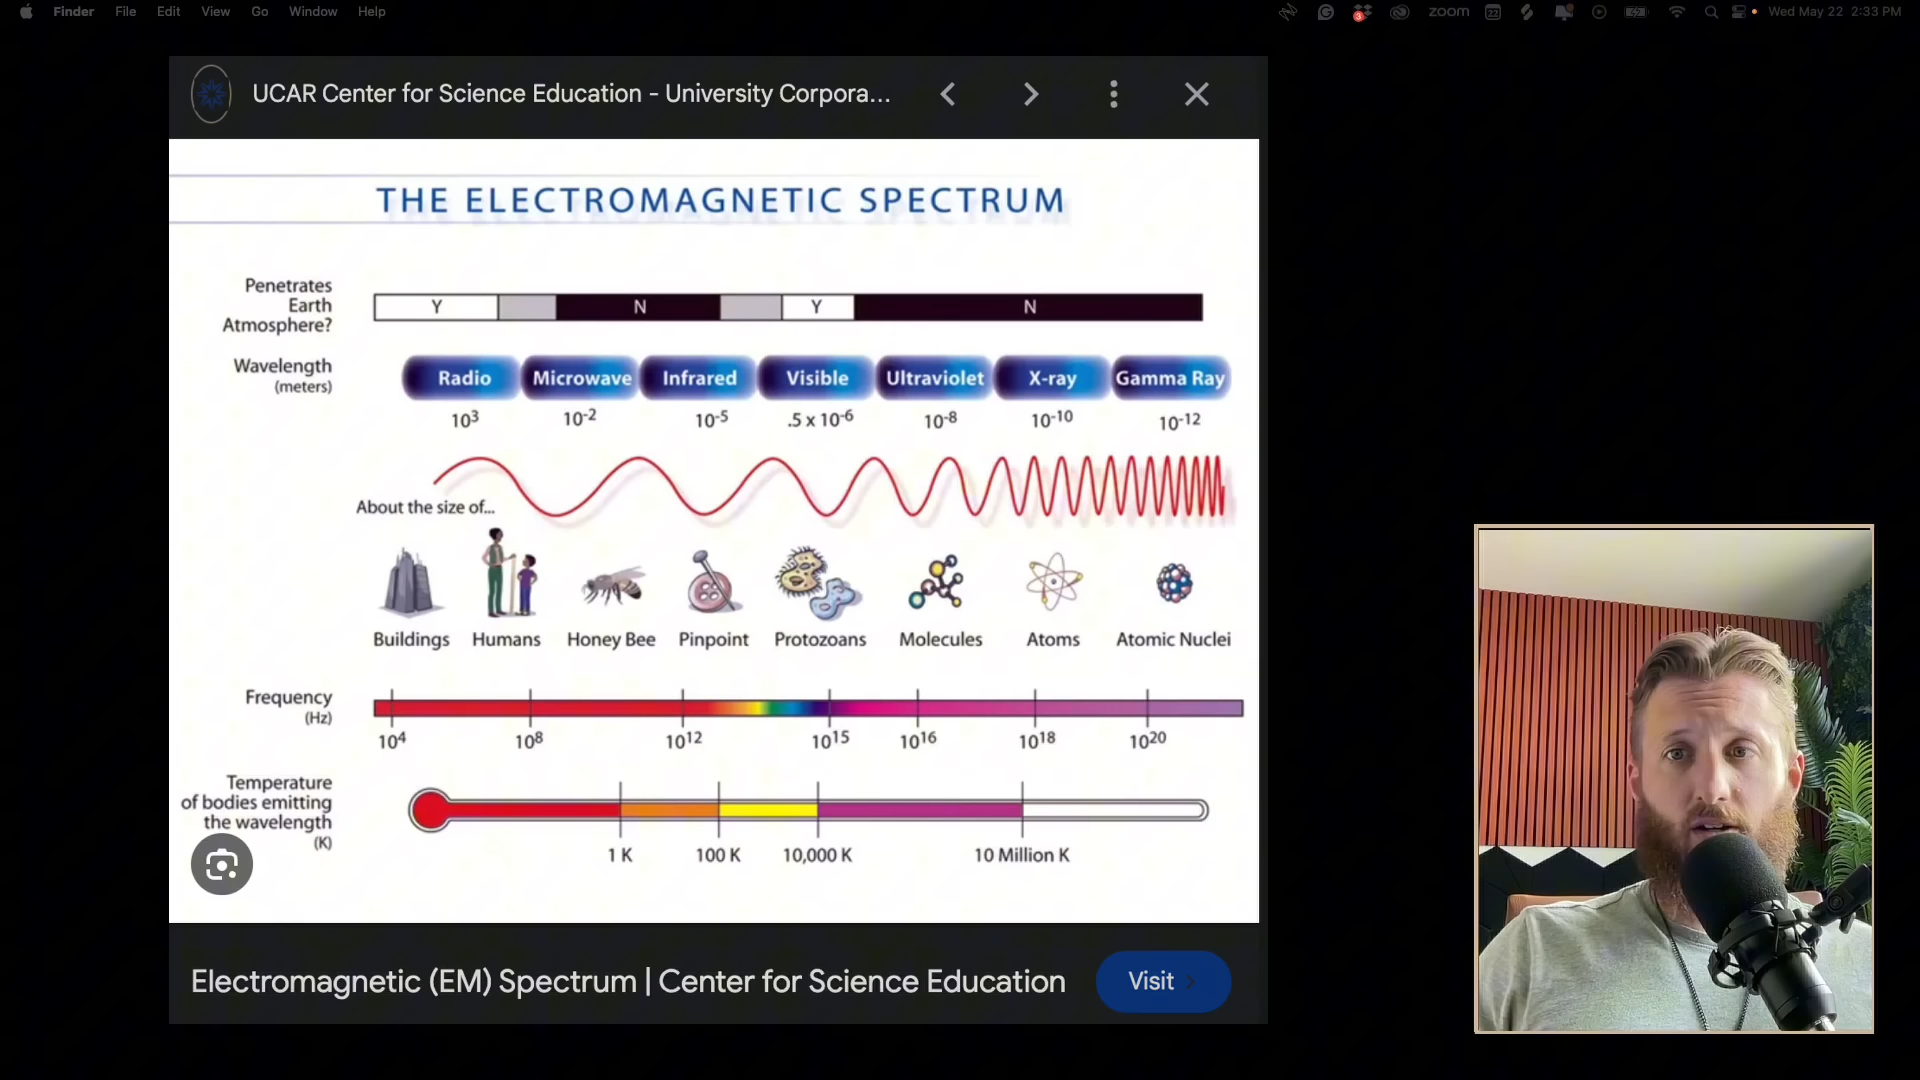 Finder File Edit View Go Window Help
3 zoom 22 Wed May 22 2:33 PM
UCAR Center for Science Education - University Corpora...
THE ELECTROMAGNETIC SPECTRUM
Penetrates
Earth
Atmosphere?
Y N Y N
Wavelength
(meters)
Radio Microwave Infrared Visible Ultraviolet X-ray Gamma Ray
10³ 10⁻² 10⁻⁵ .5 x 10⁻⁶ 10⁻⁸ 10⁻¹⁰ 10⁻¹²
About the size of...
Buildings Humans Honey Bee Pinpoint Protozoans Molecules Atoms Atomic Nuclei
Frequency
(Hz)
10⁴ 10⁸ 10¹² 10¹⁵ 10¹⁶ 10¹⁸ 10²⁰
Temperature
of bodies emitting
the wavelength
(K)
1 K 100 K 10,000 K 10 Million K
Electromagnetic (EM) Spectrum | Center for Science Education
Visit